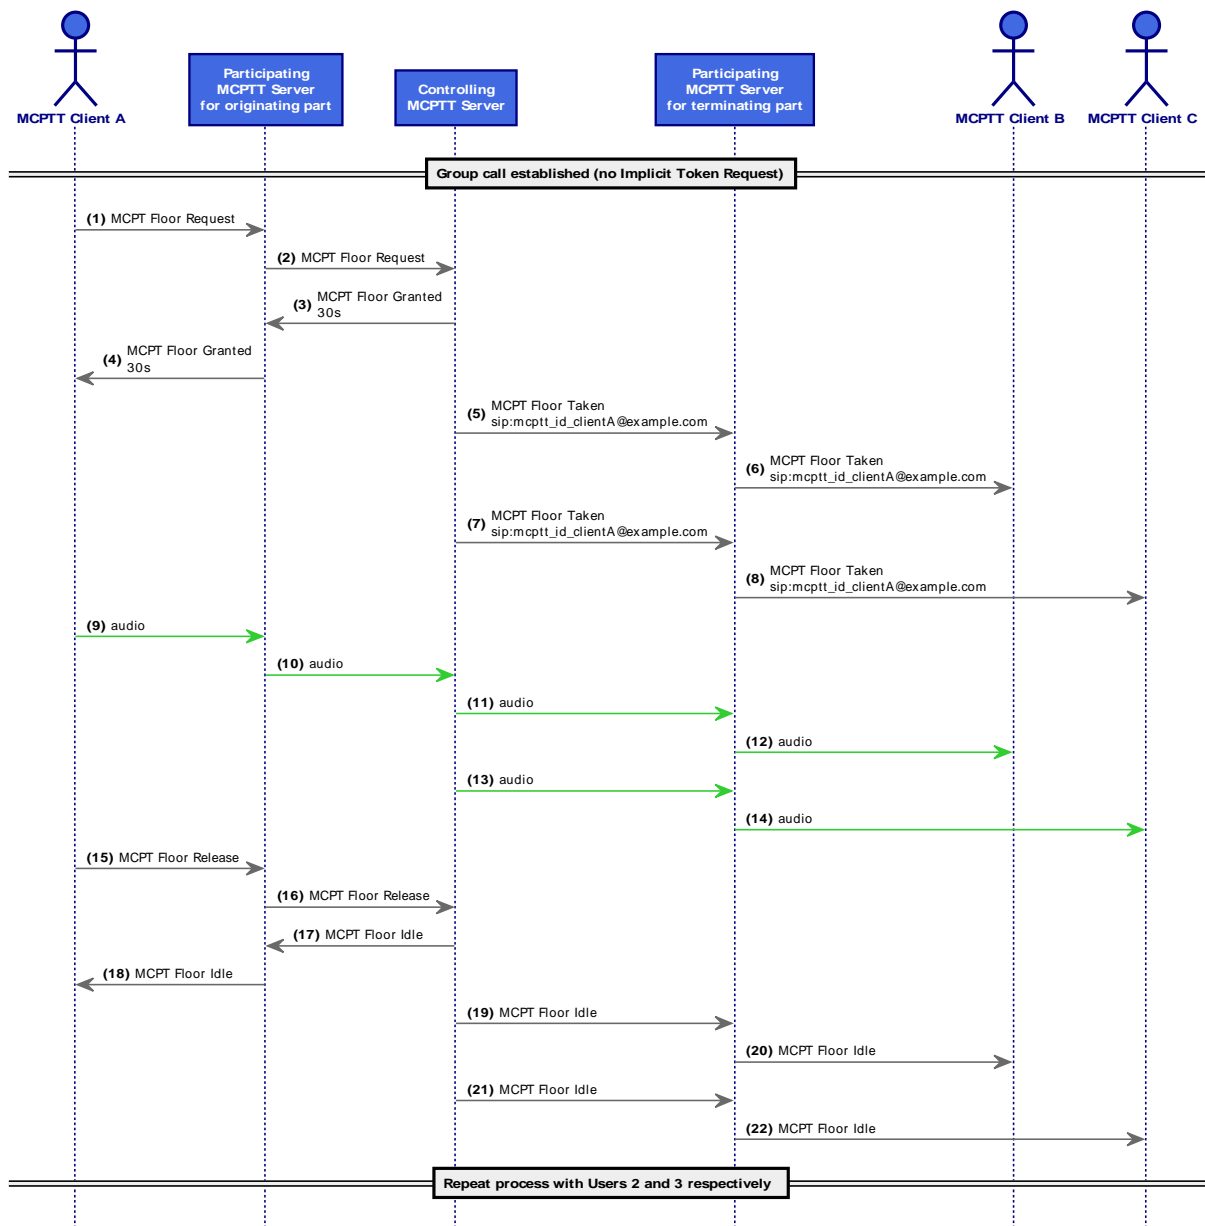 Participating
MCPTT Server
for originating part
Controlling
MCPTT Server
Participating
MCPTT Server
for terminating part
MCPTT Client A
MCPTT Client B
MCPTT Client C
Group call established (no Implicit Token Request)
(1) MCPT Floor Request
(2) MCPT Floor Request
(3) MCPT Floor Granted
30s
(4) MCPT Floor Granted
30s
(5) MCPT Floor Taken
sip:mcptt_id_clientA@example.com
(6) MCPT Floor Taken
sip:mcptt_id_clientA@example.com
(7) MCPT Floor Taken
sip:mcptt_id_clientA@example.com
(8) MCPT Floor Taken
sip:mcptt_id_clientA@example.com
(9) audio
(10) audio
(11) audio
(12) audio
(13) audio
(14) audio
(15) MCPT Floor Release
(16) MCPT Floor Release
(17) MCPT Floor Idle
(18) MCPT Floor Idle
(19) MCPT Floor Idle
(20) MCPT Floor Idle
(21) MCPT Floor Idle
(22) MCPT Floor Idle
Repeat process with Users 2 and 3 respectively